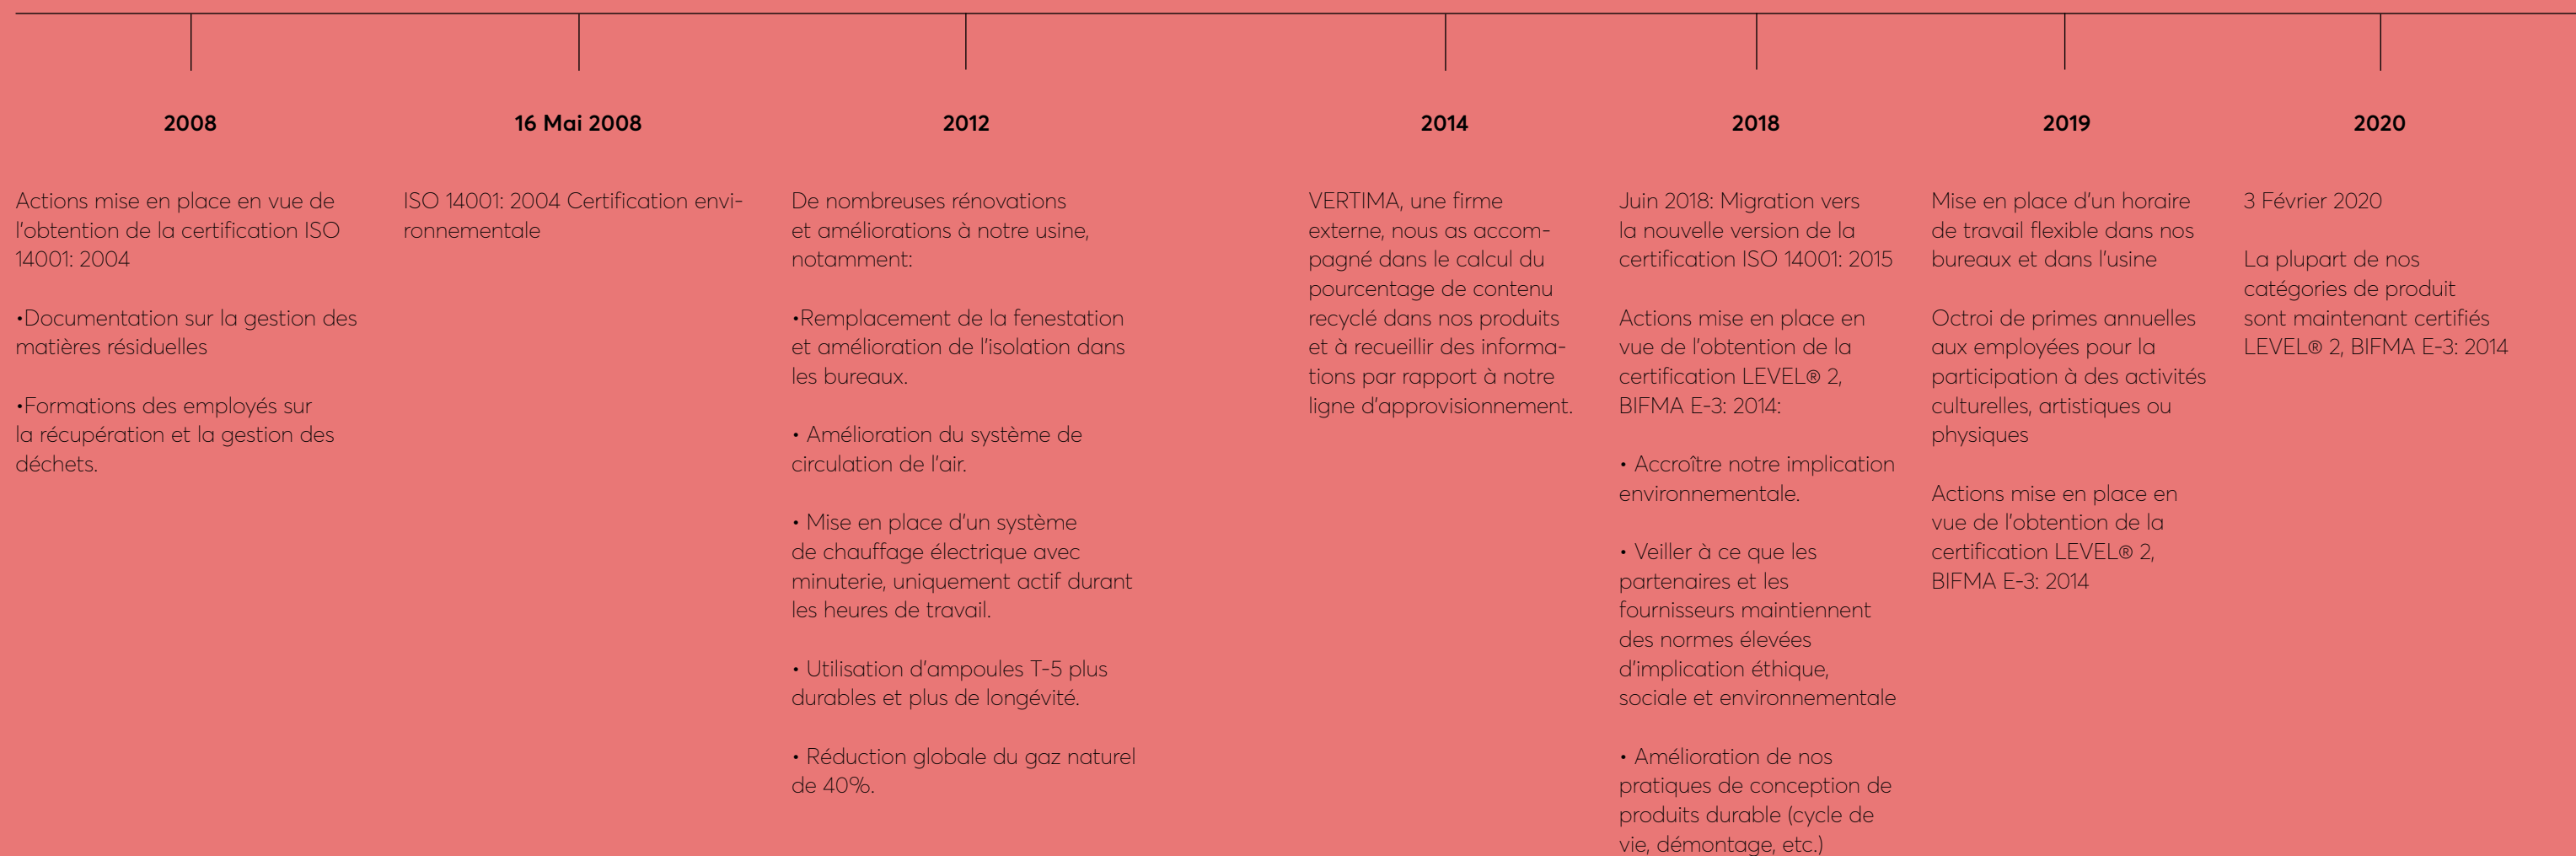 2008
Actions mise en place en vue de
l'obtention de la certification ISO
14001: 2004
•Documentation sur la gestion des
matières résiduelles
•Formations des employés sur
la récupération et la gestion des
déchets.
16 Mai 2008
ISO 14001: 2004 Certification envi-
ronnementale
2012
De nombreuses rénovations
et améliorations à notre usine,
notamment:
•Remplacement de la fenestation
et amélioration de l'isolation dans
les bureaux.
• Amélioration du système de
circulation de l'air.
• Mise en place d'un système
de chauffage électrique avec
minuterie, uniquement actif durant
les heures de travail.
• Utilisation d'ampoules T-5 plus
durables et plus de longévité.
• Réduction globale du gaz naturel
de 40%.
2014
VERTIMA, une firme
externe, nous as accom-
pagné dans le calcul du
pourcentage de contenu
recyclé dans nos produits
et à recueillir des informa-
tions par rapport à notre
ligne d'approvisionnement.
2018
Juin 2018: Migration vers
la nouvelle version de la
certification ISO 14001: 2015
Actions mise en place en
vue de l'obtention de la
certification LEVEL® 2,
BIFMA E-3: 2014:
• Accroître notre implication
environnementale.
• Veiller à ce que les
partenaires et les
fournisseurs maintiennent
des normes élevées
d'implication éthique,
sociale et environnementale
• Amélioration de nos
pratiques de conception de
produits durable (cycle de
vie, démontage, etc.)
2019
Mise en place d'un horaire
de travail flexible dans nos
bureaux et dans l'usine
Octroi de primes annuelles
aux employées pour la
participation à des activités
culturelles, artistiques ou
physiques
Actions mise en place en
vue de l'obtention de la
certification LEVEL® 2,
BIFMA E-3: 2014
2020
3 Février 2020
La plupart de nos
catégories de produit
sont maintenant certifiés
LEVEL® 2, BIFMA E-3: 2014